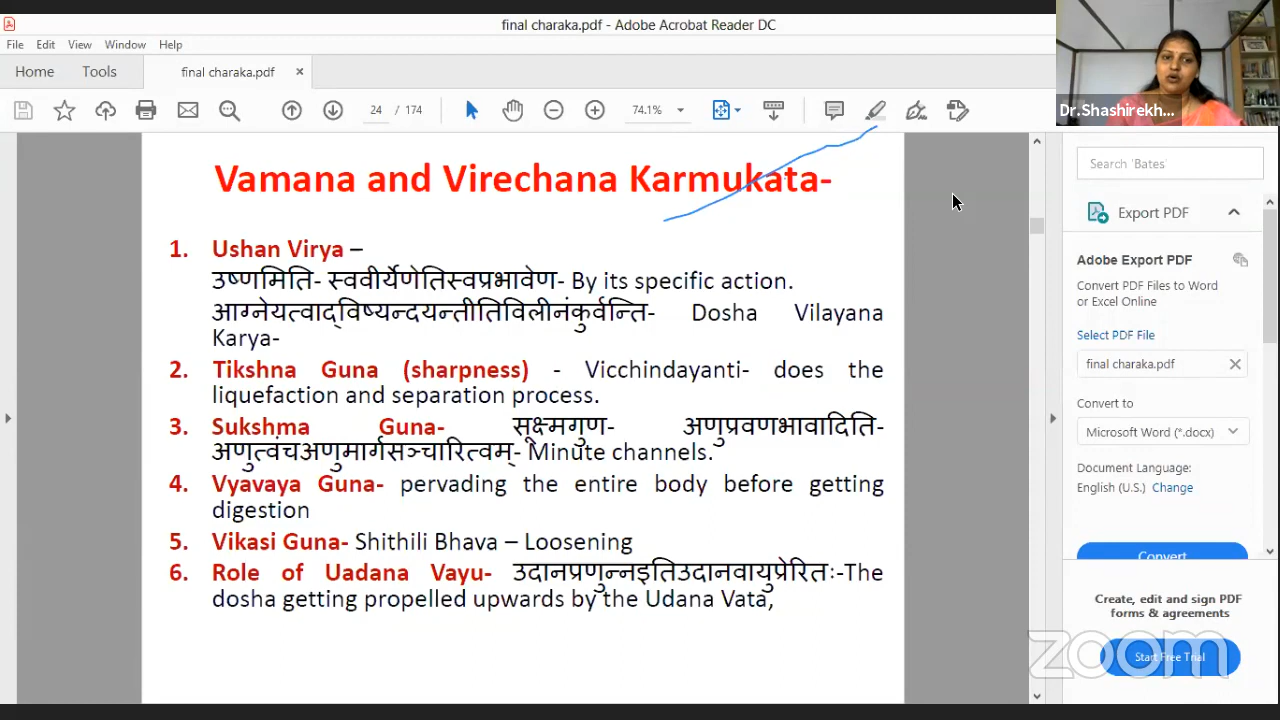 final charaka.pdf - Adobe Acrobat Reader DC
File Edit View Window Help
Home Tools final charaka.pdf ×
24 / 174 74.1%
Dr.Shashirekh...
Vamana and Virechana Karmukata-
1. Ushan Virya –
उष्णमिति- स्ववीर्येणेतिस्वप्रभावेण- By its specific action.
आग्नेयत्वाद्विष्यन्दयन्तीतिविलीनंकुर्वन्ति- Dosha Vilayana
Karya-
2. Tikshna Guna (sharpness) - Vicchindayanti- does the
liquefaction and separation process.
3. Sukshma Guna- सूक्ष्मगुण- अणुप्रवणभावादिति-
अणुत्वंचअणुमार्गसञ्चारित्वम्- Minute channels.
4. Vyavaya Guna- pervading the entire body before getting
digestion
5. Vikasi Guna- Shithili Bhava – Loosening
6. Role of Uadana Vayu- उदानप्रणुन्नइतिउदानवायुप्रेरितः-The
dosha getting propelled upwards by the Udana Vata,
Search 'Bates'
Export PDF
Adobe Export PDF
Convert PDF Files to Word
or Excel Online
Select PDF File
final charaka.pdf
Convert to
Microsoft Word (*.docx)
Document Language:
English (U.S.) Change
Convert
Create, edit and sign PDF
forms & agreements
Start Free Trial
zoom